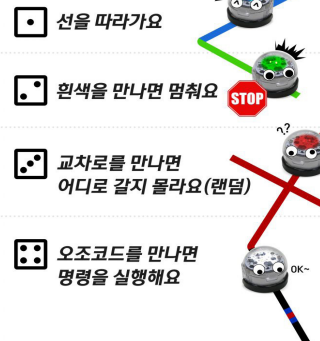 선을 따라가요
흰색을 만나면 멈춰요
STOP
?
교차로를 만나면
어디로 갈지 몰라요(랜덤)
오조코드를 만나면
명령을 실행해요
OK~